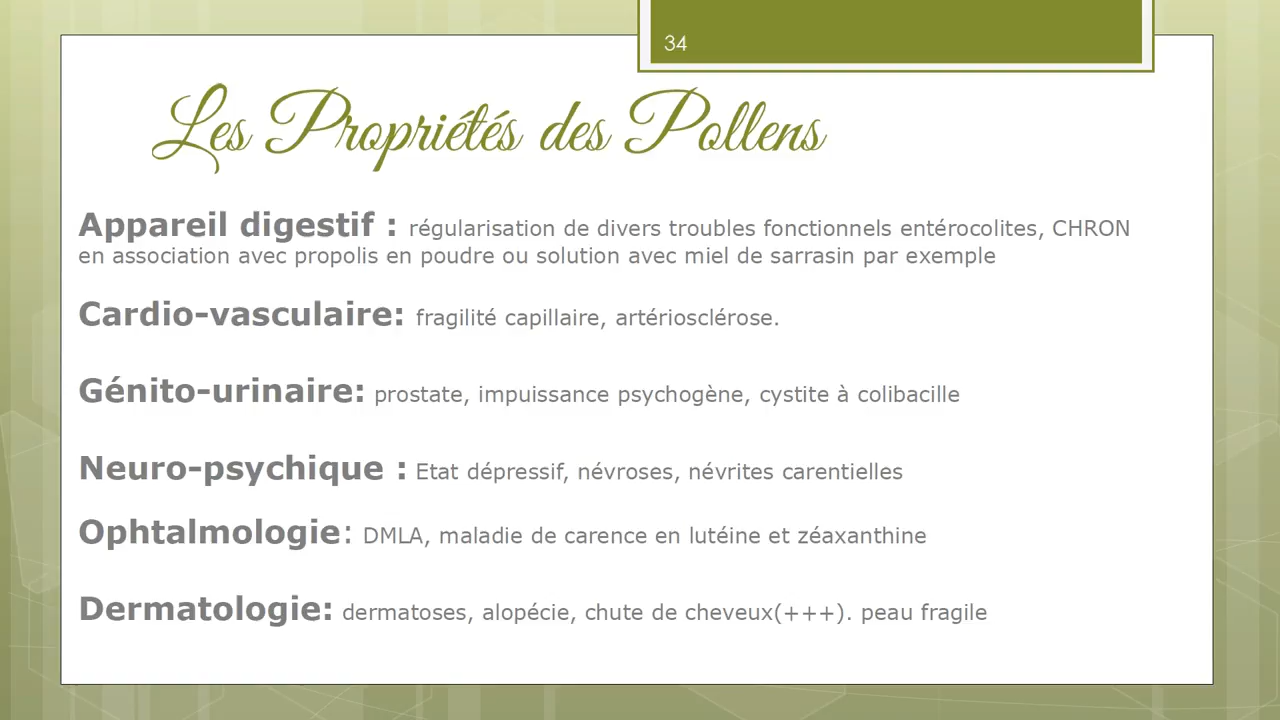 34
Les Propriétés des Pollens
Appareil digestif : régularisation de divers troubles fonctionnels entérocolites, CHRON
en association avec propolis en poudre ou solution avec miel de sarrasin par exemple
Cardio-vasculaire: fragilité capillaire, artériosclérose.
Génito-urinaire: prostate, impuissance psychogène, cystite à colibacille
Neuro-psychique : Etat dépressif, névroses, névrites carentielles
Ophtalmologie: DMLA, maladie de carence en lutéine et zéaxanthine
Dermatologie: dermatoses, alopécie, chute de cheveux(+++). peau fragile